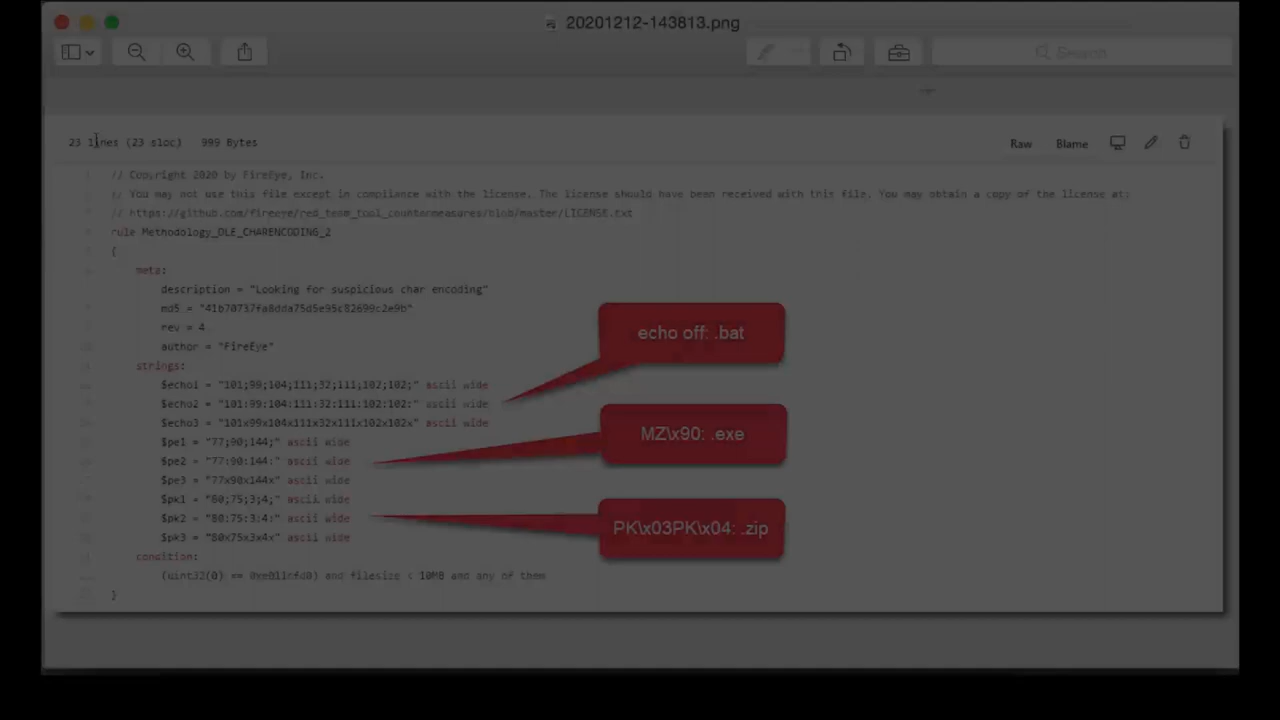 20201212-143813.png
Search
23 lines (23 sloc) 999 Bytes
Raw Blame
// Copyright 2020 by FireEye, Inc.
// You may not use this file except in compliance with the license. The license should have been received with this file. You may obtain a copy of the license at:
// https://github.com/fireeye/red_team_tool_countermeasures/blob/master/LICENSE.txt
rule Methodology_OLE_CHARENCODING_2
{
meta:
description = "Looking for suspicious char encoding"
md5 = "41b70737fa8dda75d5e95c82699c2e9b"
rev = 4
author = "FireEye"
strings:
$echo1 = "101;99;104;111;32;111;102;102;" ascii wide
$echo2 = "101:99:104:111:32:111:102:102:" ascii wide
$echo3 = "101x99x104x111x32x111x102x102x" ascii wide
$pe1 = "77;90;144;" ascii wide
$pe2 = "77:90:144:" ascii wide
$pe3 = "77x90x144x" ascii wide
$pk1 = "80;75;3;4;" ascii wide
$pk2 = "80:75:3:4:" ascii wide
$pk3 = "80x75x3x4x" ascii wide
condition:
(uint32(0) == 0xe011cfd0) and filesize < 10MB and any of them
}
echo off: .bat
MZ\x90: .exe
PK\x03PK\x04: .zip